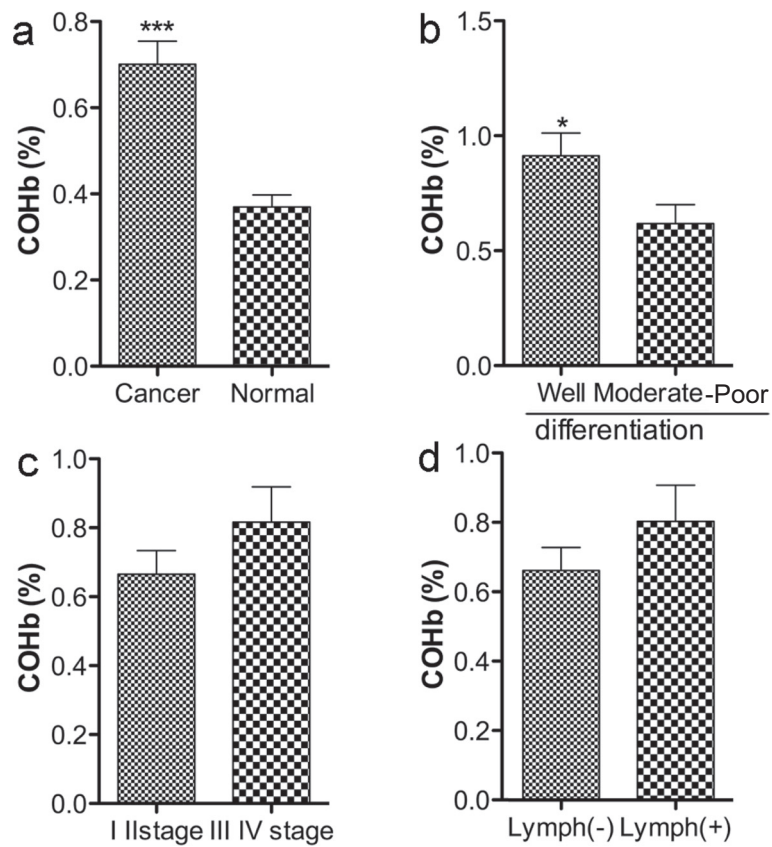 a
COHb (%)
0.8
0.6
0.4
0.2
0.0
***
Cancer Normal
b
COHb (%)
1.5
1.0
0.5
0.0
*
Well Moderate-Poor
differentiation
c
COHb (%)
1.0
0.8
0.6
0.4
0.2
0.0
I IIstage III IV stage
d
COHb (%)
1.0
0.8
0.6
0.4
0.2
0.0
Lymph(-) Lymph(+)